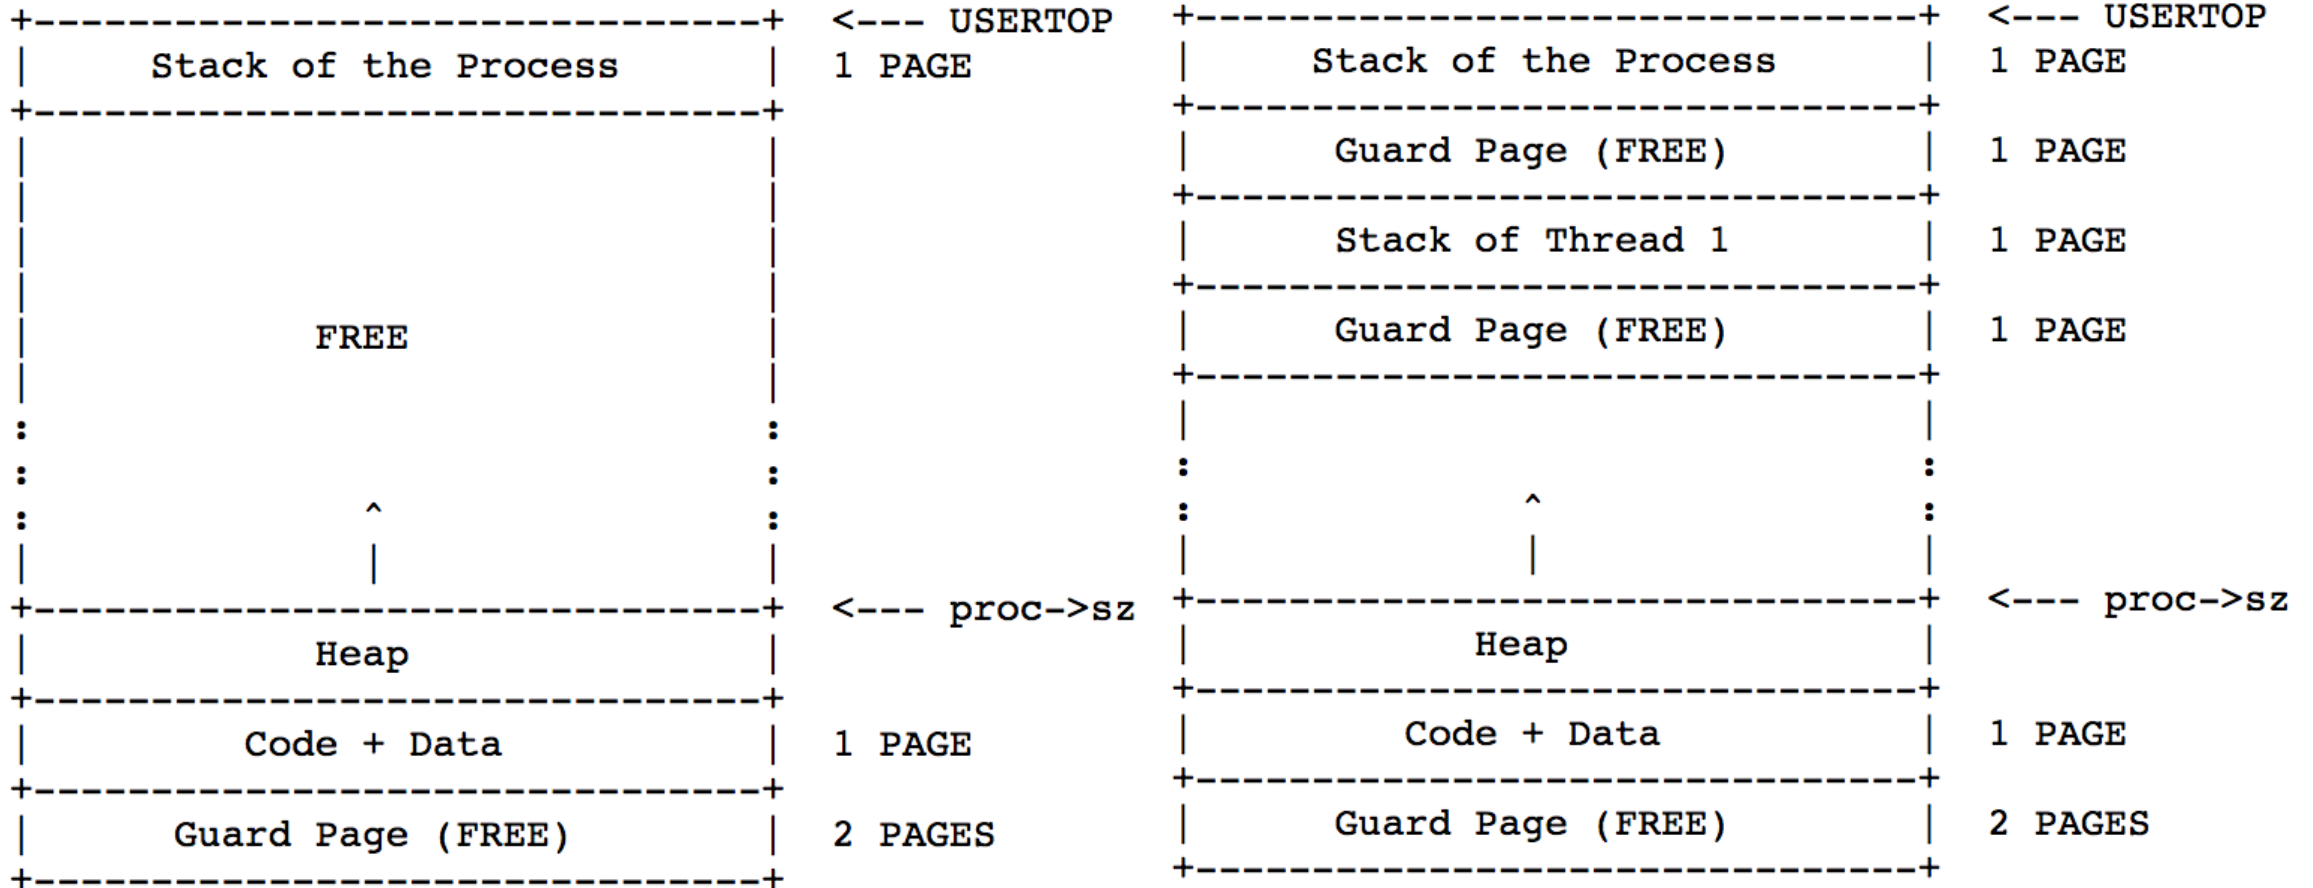 +-------------------------------+  <--- USERTOP
|     Stack of the Process      |  1 PAGE
+-------------------------------+
|                               |
|                               |
|                               |
|                               |
|            FREE               |
|                               |
:                               :
:                               :
:              ^                :
|              |                |
+-------------------------------+  <--- proc->sz
|            Heap               |
+-------------------------------+
|         Code + Data           |  1 PAGE
+-------------------------------+
|      Guard Page (FREE)        |  2 PAGES
+-------------------------------+
+-------------------------------+  <--- USERTOP
|     Stack of the Process      |  1 PAGE
+-------------------------------+
|      Guard Page (FREE)        |  1 PAGE
+-------------------------------+
|      Stack of Thread 1        |  1 PAGE
+-------------------------------+
|      Guard Page (FREE)        |  1 PAGE
+-------------------------------+
|                               |
:                               :
:              ^                :
|              |                |
+-------------------------------+  <--- proc->sz
|            Heap               |
+-------------------------------+
|         Code + Data           |  1 PAGE
+-------------------------------+
|      Guard Page (FREE)        |  2 PAGES
+-------------------------------+